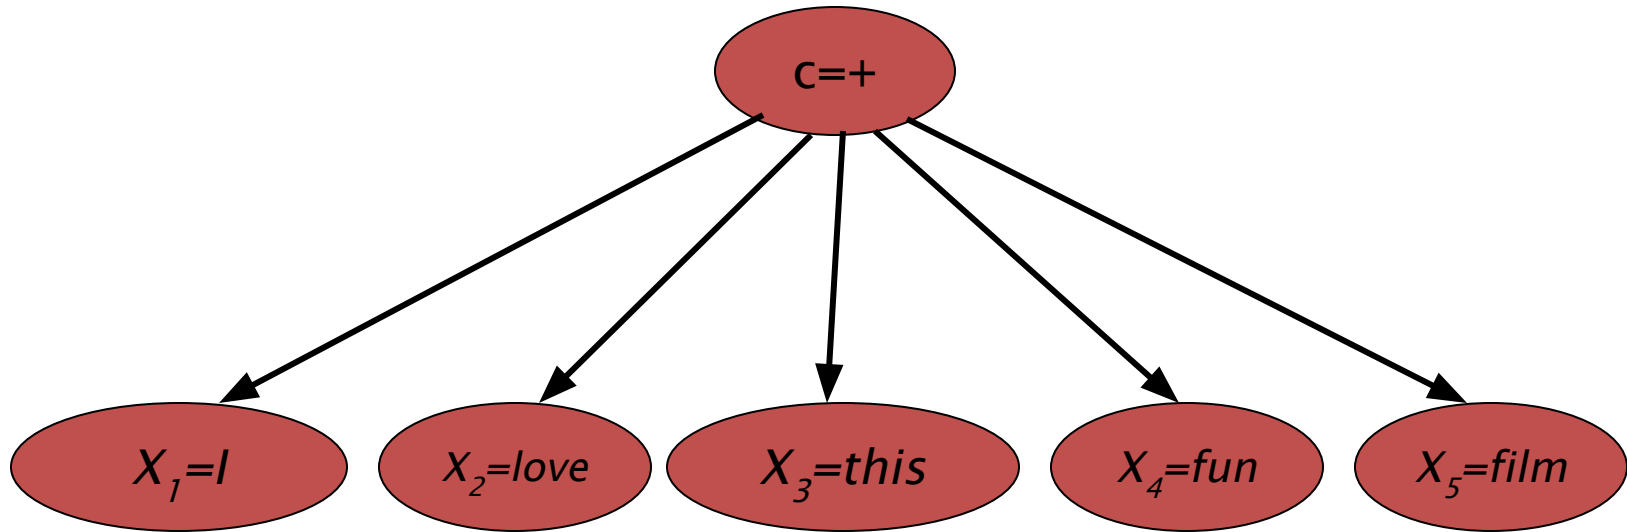 c=+
X₁=I
X₂=love
X₃=this
X₄=fun
X₅=film